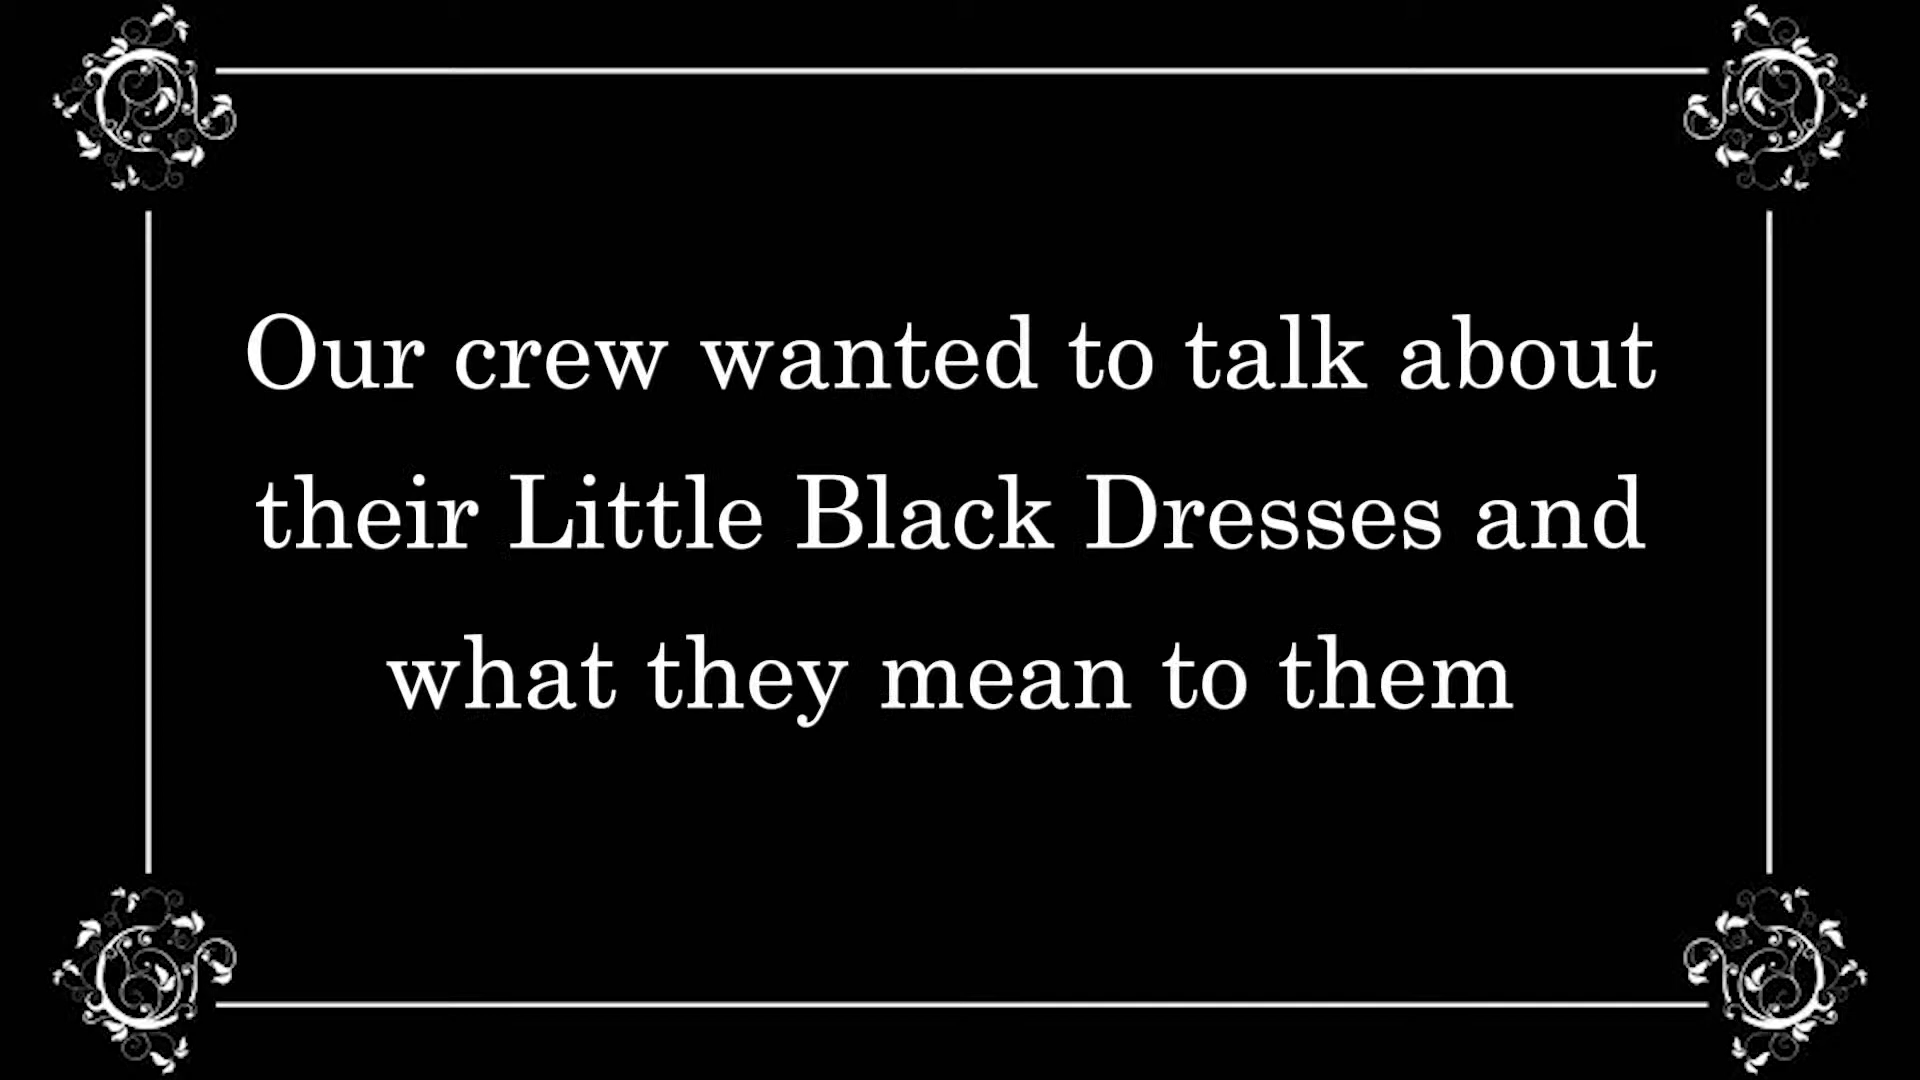 Our crew wanted to talk about
their Little Black Dresses and
what they mean to them